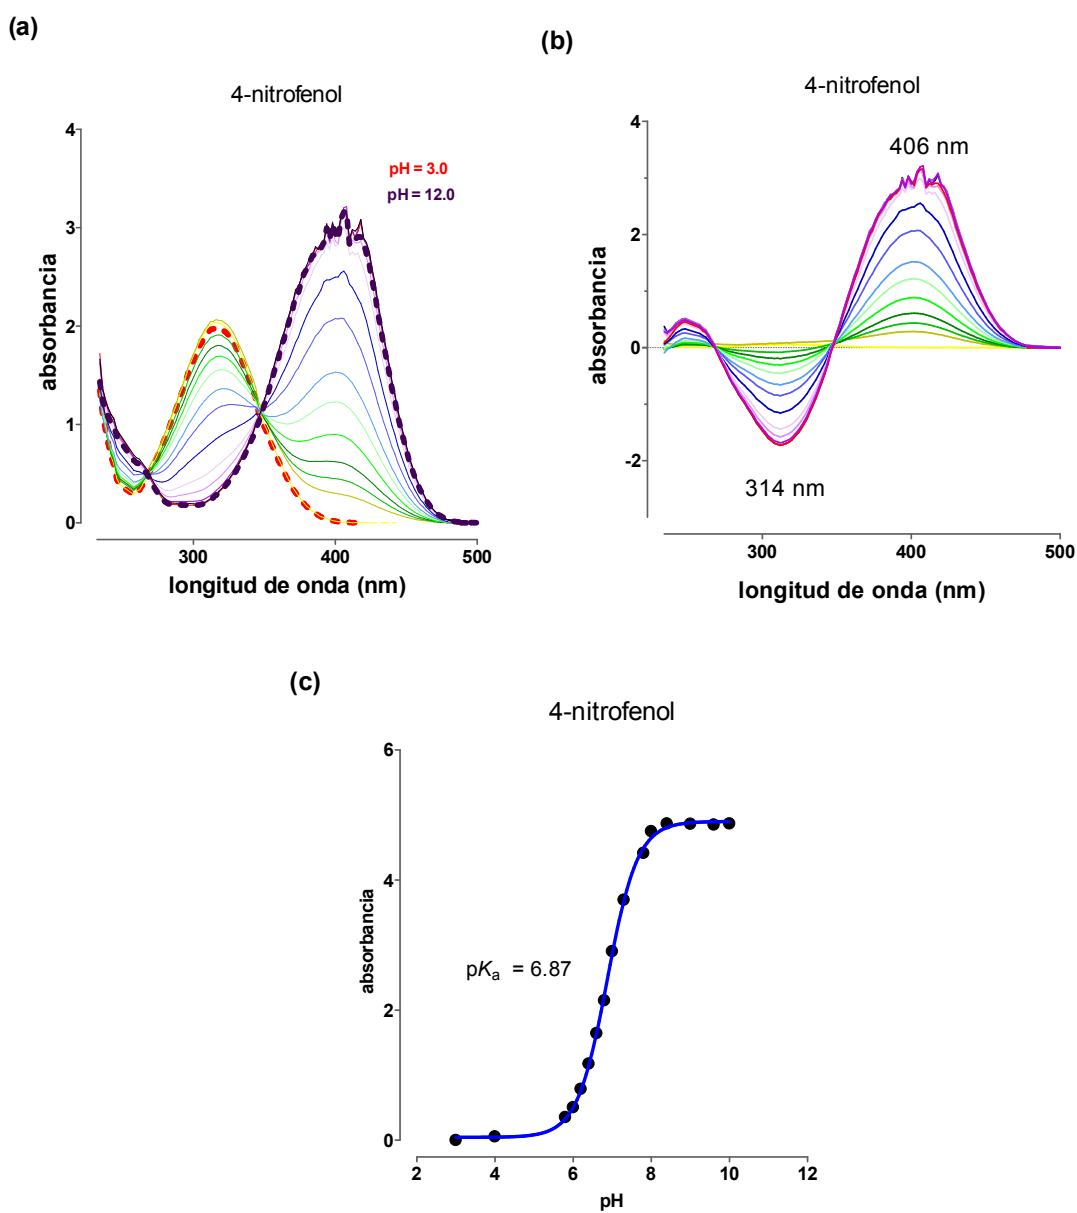 (a)
4-nitrofenol
absorbancia
4
3
2
1
0
pH = 3.0
pH = 12.0
300
400
500
longitud de onda (nm)
(b)
4-nitrofenol
absorbancia
4
2
0
-2
406 nm
314 nm
300
400
500
longitud de onda (nm)
(c)
4-nitrofenol
absorbancia
6
4
2
0
pKa = 6.87
2
4
6
8
10
12
pH